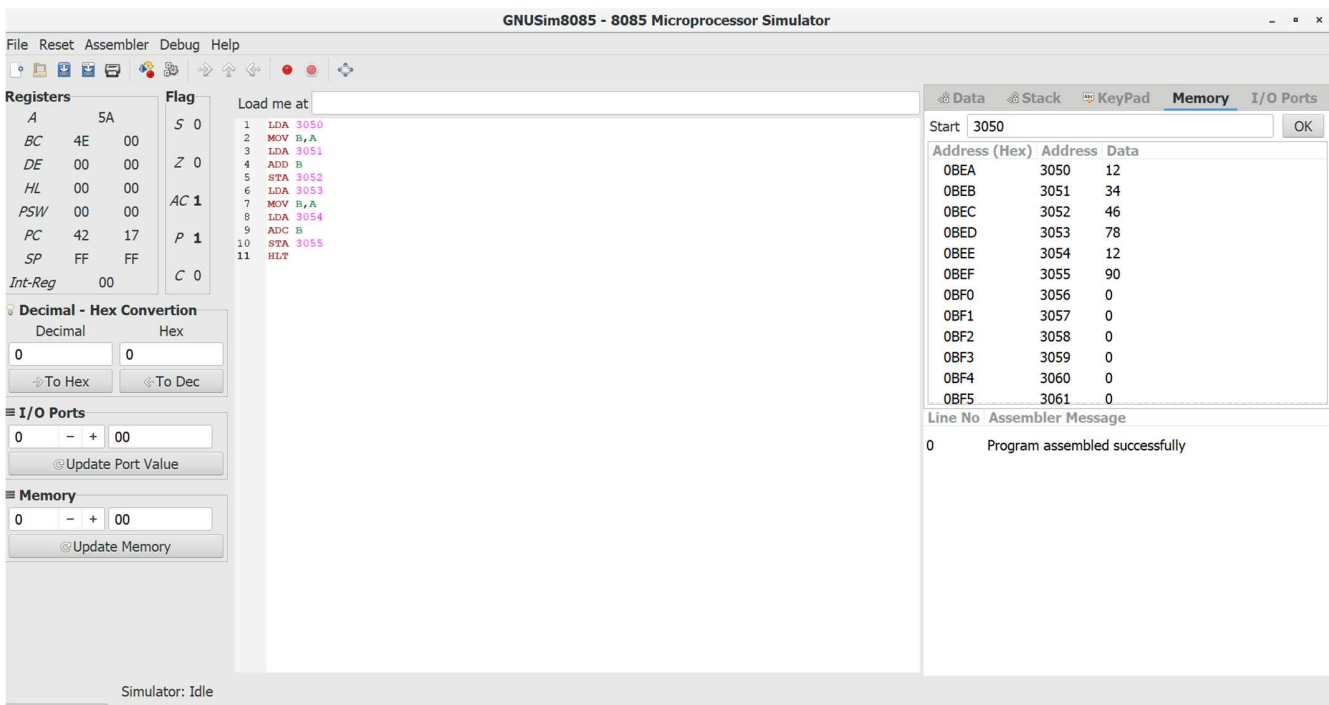 GNUSim8085 - 8085 Microprocessor Simulator
File Reset Assembler Debug Help
Registers
A 5A
BC 4E 00
DE 00 00
HL 00 00
PSW 00 00
PC 42 17
SP FF FF
Int-Reg 00
Flag
S 0
Z 0
AC 1
P 1
C 0
Decimal - Hex Convertion
Decimal Hex
0 0
To Hex To Dec
I/O Ports
0 - + 00
Update Port Value
Memory
0 - + 00
Update Memory
Load me at
1 LDA 3050
2 MOV B,A
3 LDA 3051
4 ADD B
5 STA 3052
6 LDA 3053
7 MOV B,A
8 LDA 3054
9 ADC B
10 STA 3055
11 HLT
Data Stack KeyPad Memory I/O Ports
Start 3050 OK
Address (Hex) Address Data
0BEA 3050 12
0BEB 3051 34
0BEC 3052 46
0BED 3053 78
0BEE 3054 12
0BEF 3055 90
0BF0 3056 0
0BF1 3057 0
0BF2 3058 0
0BF3 3059 0
0BF4 3060 0
0BF5 3061 0
Line No Assembler Message
0 Program assembled successfully
Simulator: Idle